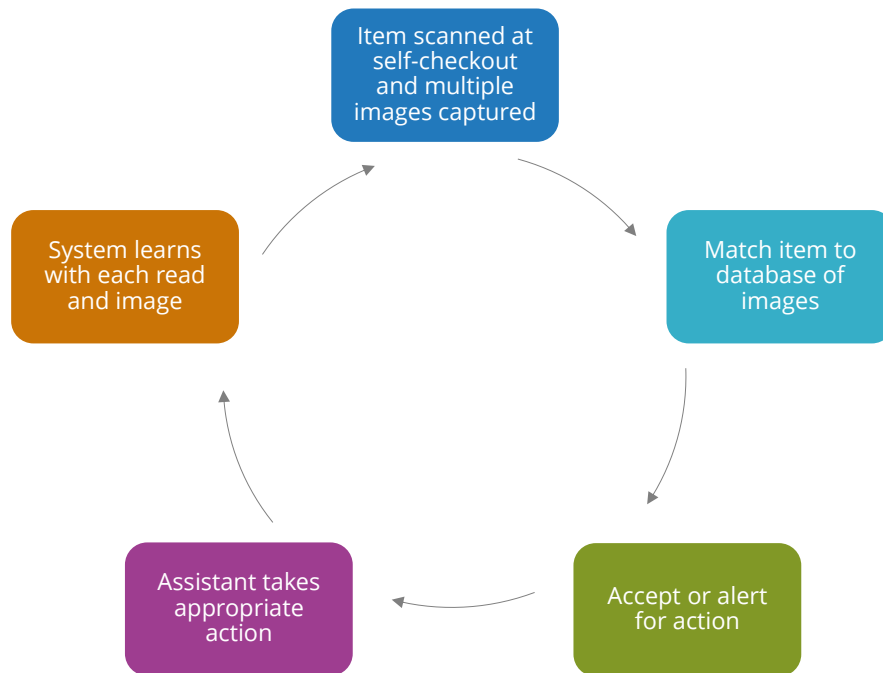 Item scanned at
self-checkout
and multiple
images captured
Match item to
database of
images
Accept or alert
for action
Assistant takes
appropriate
action
System learns
with each read
and image